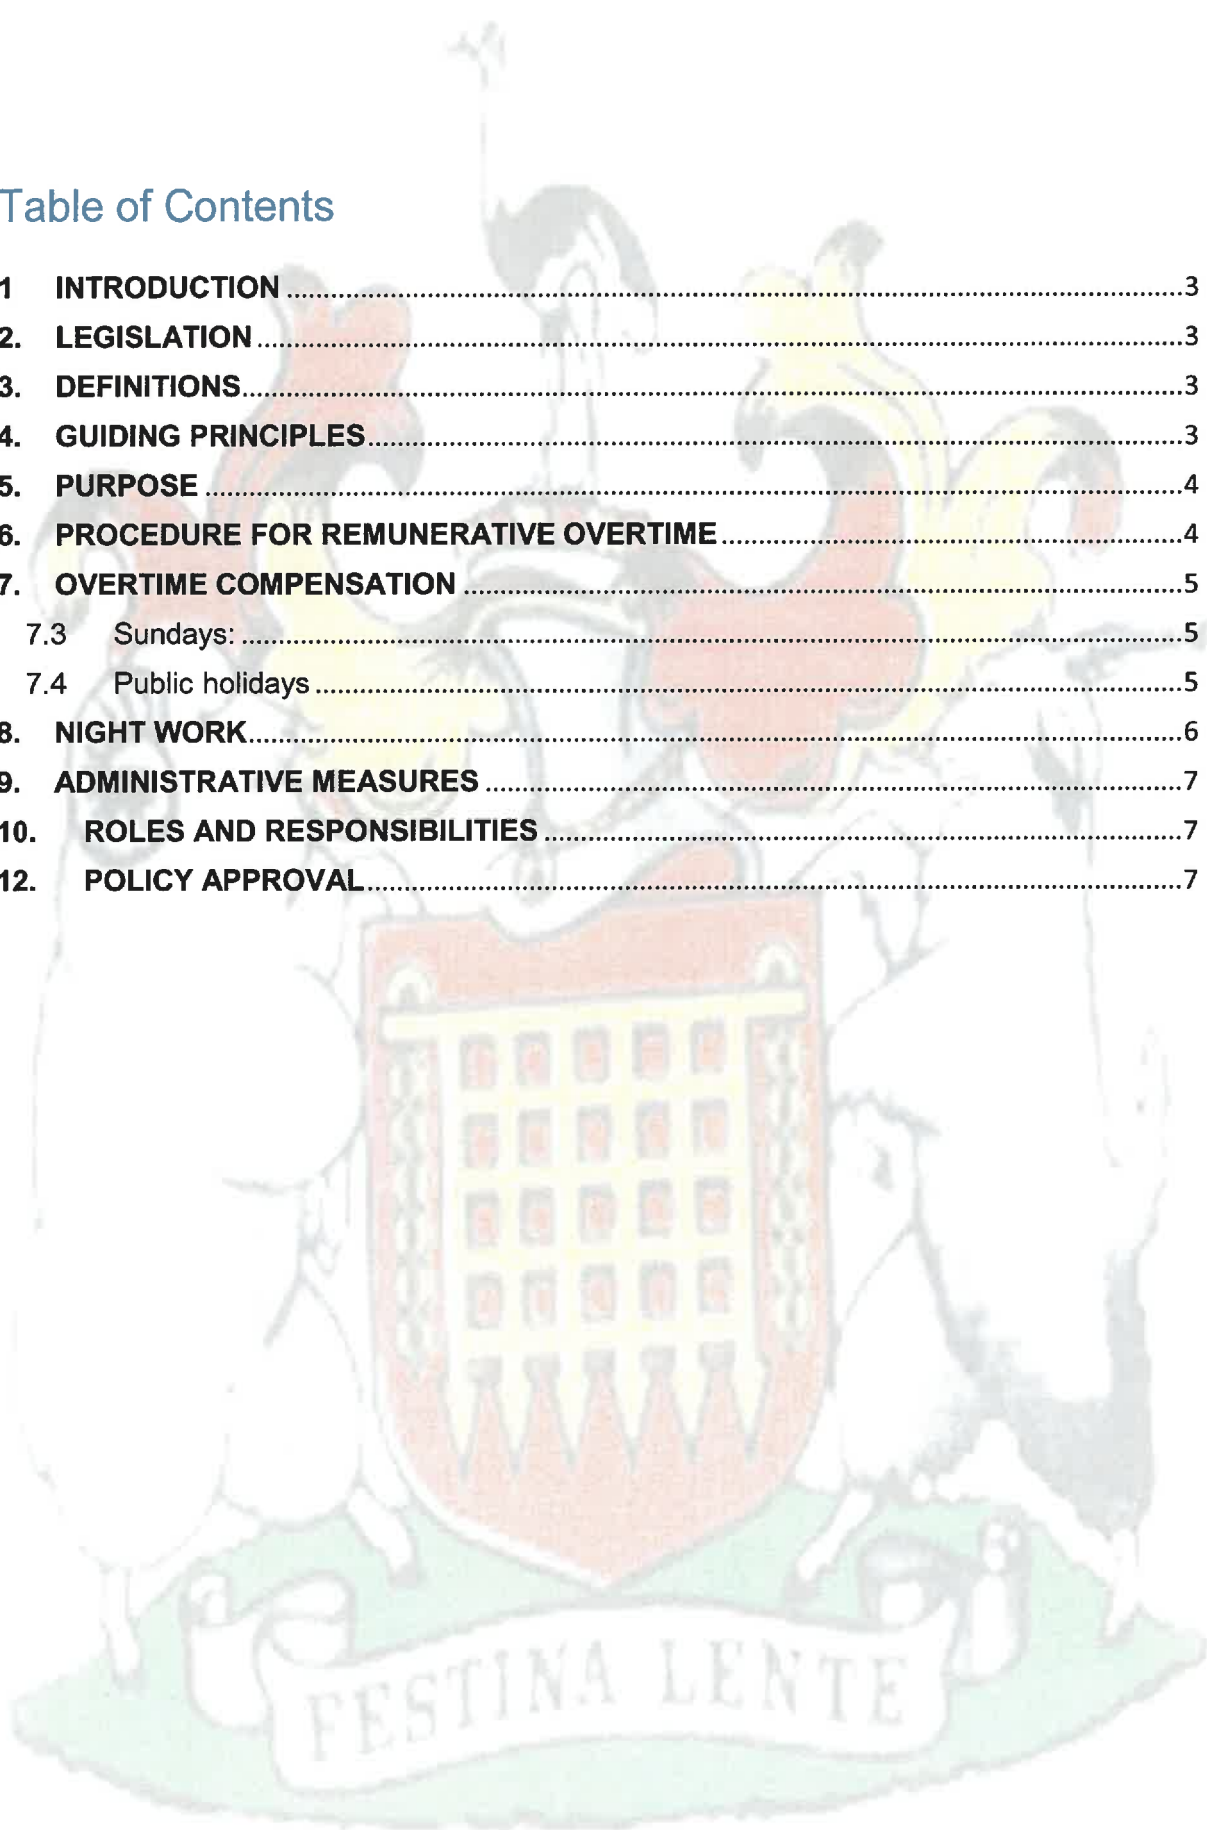 Table of Contents
1 INTRODUCTION ........ 3
2. LEGISLATION ........ 3
3. DEFINITIONS ........ 3
4. GUIDING PRINCIPLES ........ 3
5. PURPOSE ........ 4
6. PROCEDURE FOR REMUNERATIVE OVERTIME ........ 4
7. OVERTIME COMPENSATION ........ 5
7.3 Sundays: ........ 5
7.4 Public holidays ........ 5
8. NIGHT WORK ........ 6
9. ADMINISTRATIVE MEASURES ........ 7
10. ROLES AND RESPONSIBILITIES ........ 7
12. POLICY APPROVAL ........ 7
FESTINA LENTE